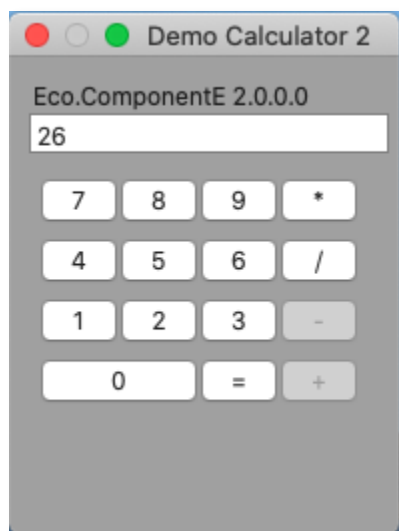 Demo Calculator 2
Eco.ComponentE 2.0.0.0
26
7 8 9 *
4 5 6 /
1 2 3 -
0 = +